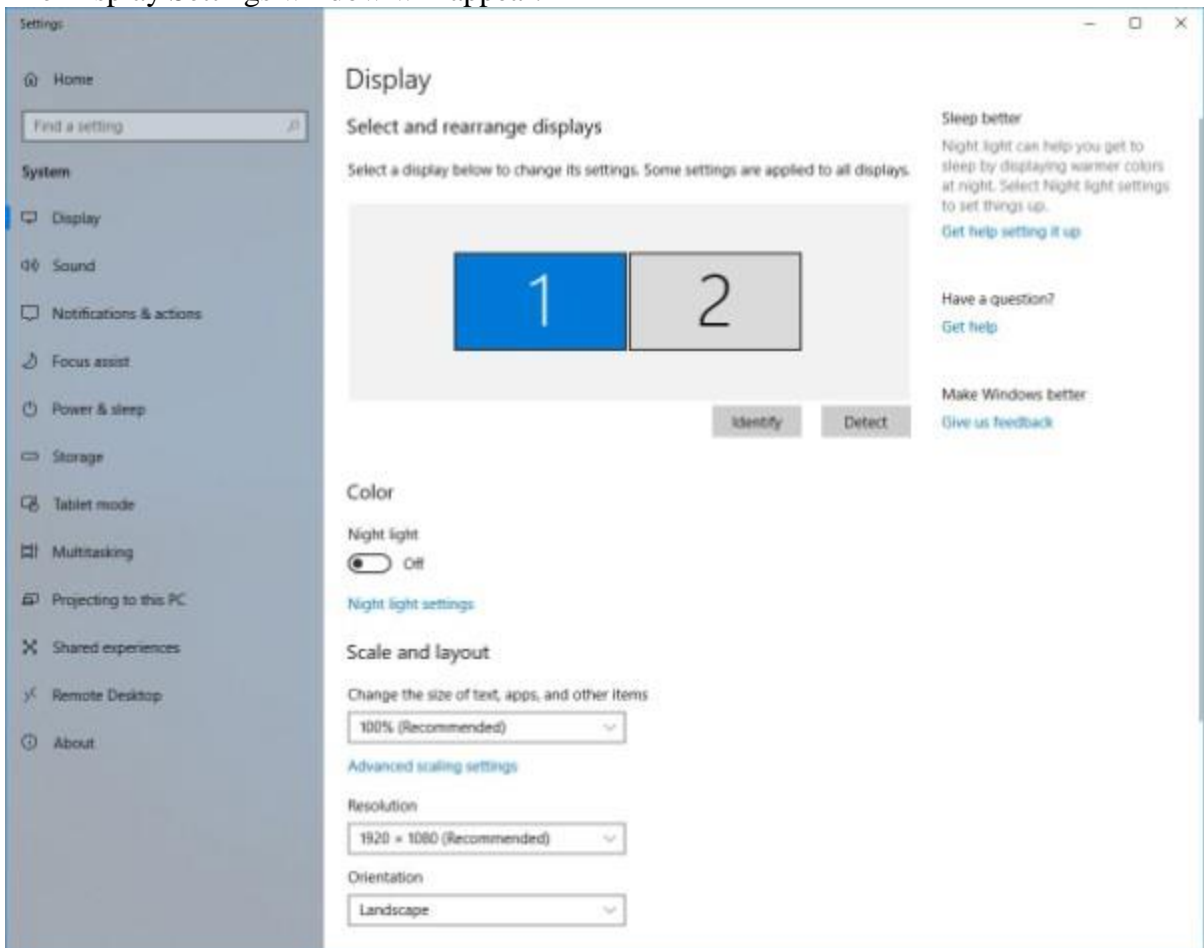 Settings
Home
Find a setting
System
Display
Sound
Notifications & actions
Focus assist
Power & sleep
Storage
Tablet mode
Multitasking
Projecting to this PC
Shared experiences
Remote Desktop
About
Display
Select and rearrange displays
Select a display below to change its settings. Some settings are applied to all displays.
1
2
Identify
Detect
Color
Night light
Off
Night light settings
Scale and layout
Change the size of text, apps, and other items
100% (Recommended)
Advanced scaling settings
Resolution
1920 × 1080 (Recommended)
Orientation
Landscape
Sleep better
Night light can help you get to
sleep by displaying warmer colors
at night. Select Night light settings
to set things up.
Get help setting it up
Have a question?
Get help
Make Windows better
Give us feedback